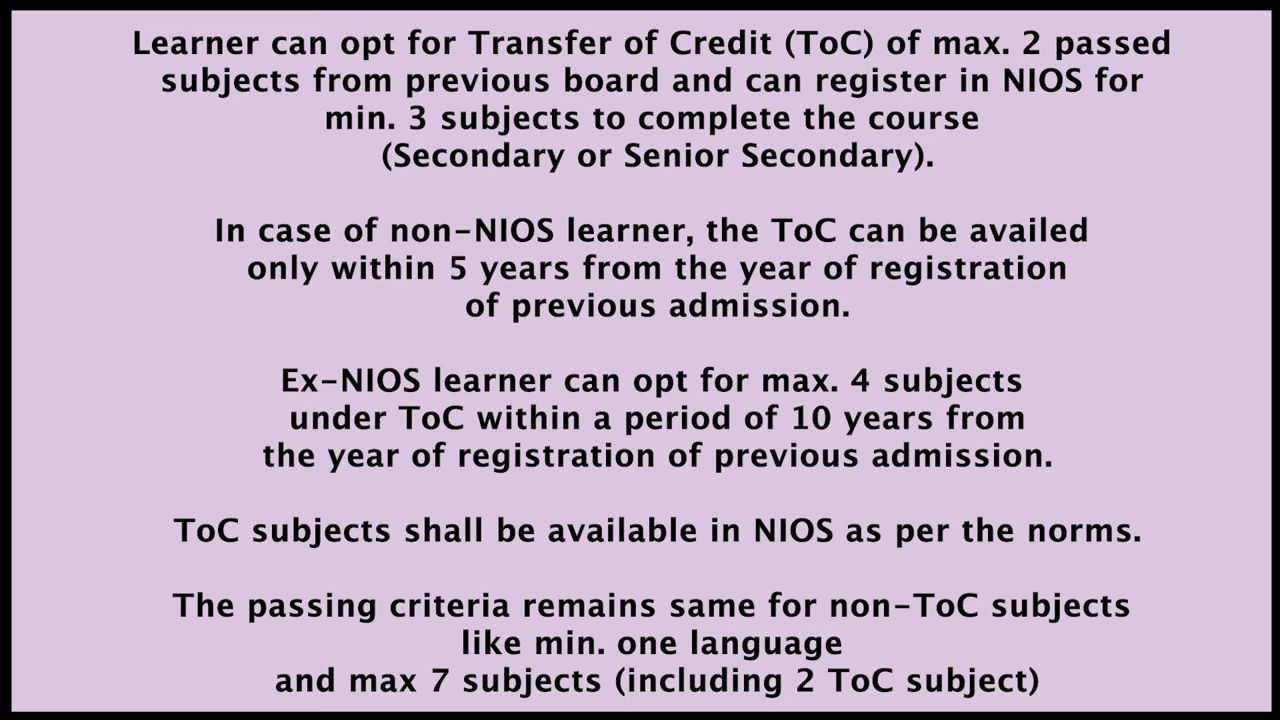 Learner can opt for Transfer of Credit (ToC) of max. 2 passed
subjects from previous board and can register in NIOS for
min. 3 subjects to complete the course
(Secondary or Senior Secondary).
In case of non-NIOS learner, the ToC can be availed
only within 5 years from the year of registration
of previous admission.
Ex-NIOS learner can opt for max. 4 subjects
under ToC within a period of 10 years from
the year of registration of previous admission.
ToC subjects shall be available in NIOS as per the norms.
The passing criteria remains same for non-ToC subjects
like min. one language
and max 7 subjects (including 2 ToC subject)